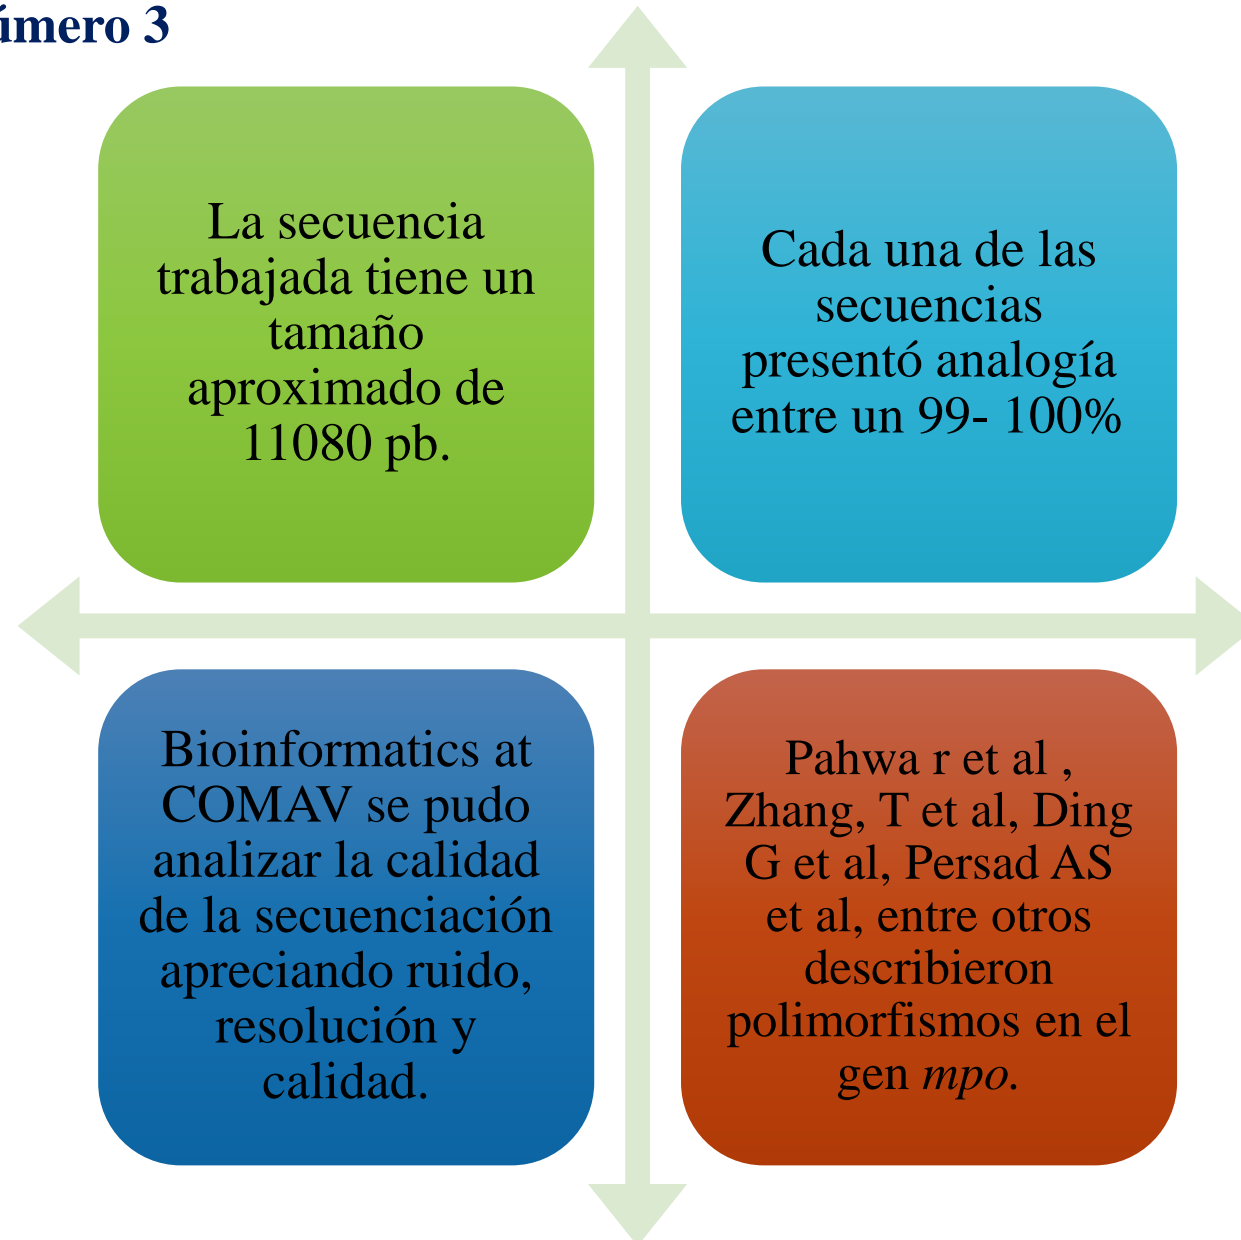 úmero 3
La secuencia
trabajada tiene un
tamaño
aproximado de
11080 pb.
Cada una de las
secuencias
presentó analogía
entre un 99- 100%
Bioinformatics at
COMAV se pudo
analizar la calidad
de la secuenciación
apreciando ruido,
resolución y
calidad.
Pahwa r et al ,
Zhang, T et al, Ding
G et al, Persad AS
et al, entre otros
describieron
polimorfismos en el
gen mpo.